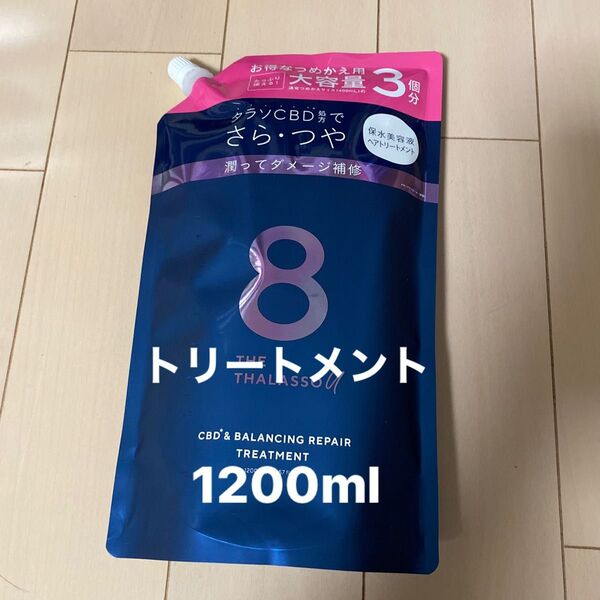 お得なつめかえ用
たっぷり使える!
大容量3個分
タラソCBD処方で
さら・つや
保水美容液
ヘアトリートメント
潤ってダメージ補修
8
THE
THALASSO u
トリートメント
CBD* & BALANCING REPAIR
TREATMENT
1200ml